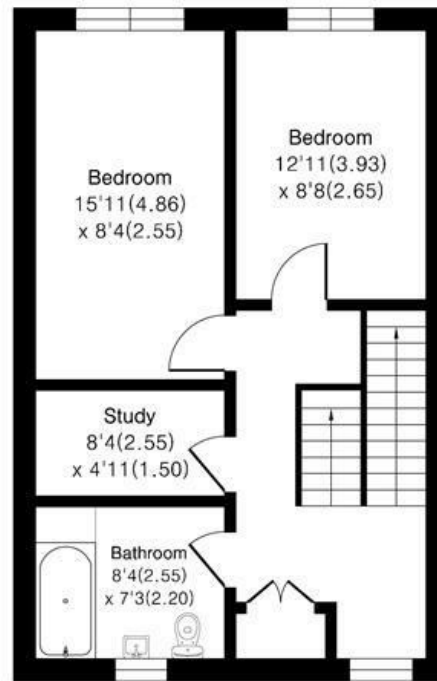 Bedroom
15'11(4.86)
x 8'4(2.55)
Bedroom
12'11(3.93)
x 8'8(2.65)
Study
8'4(2.55)
x 4'11(1.50)
Bathroom
8'4(2.55)
x 7'3(2.20)